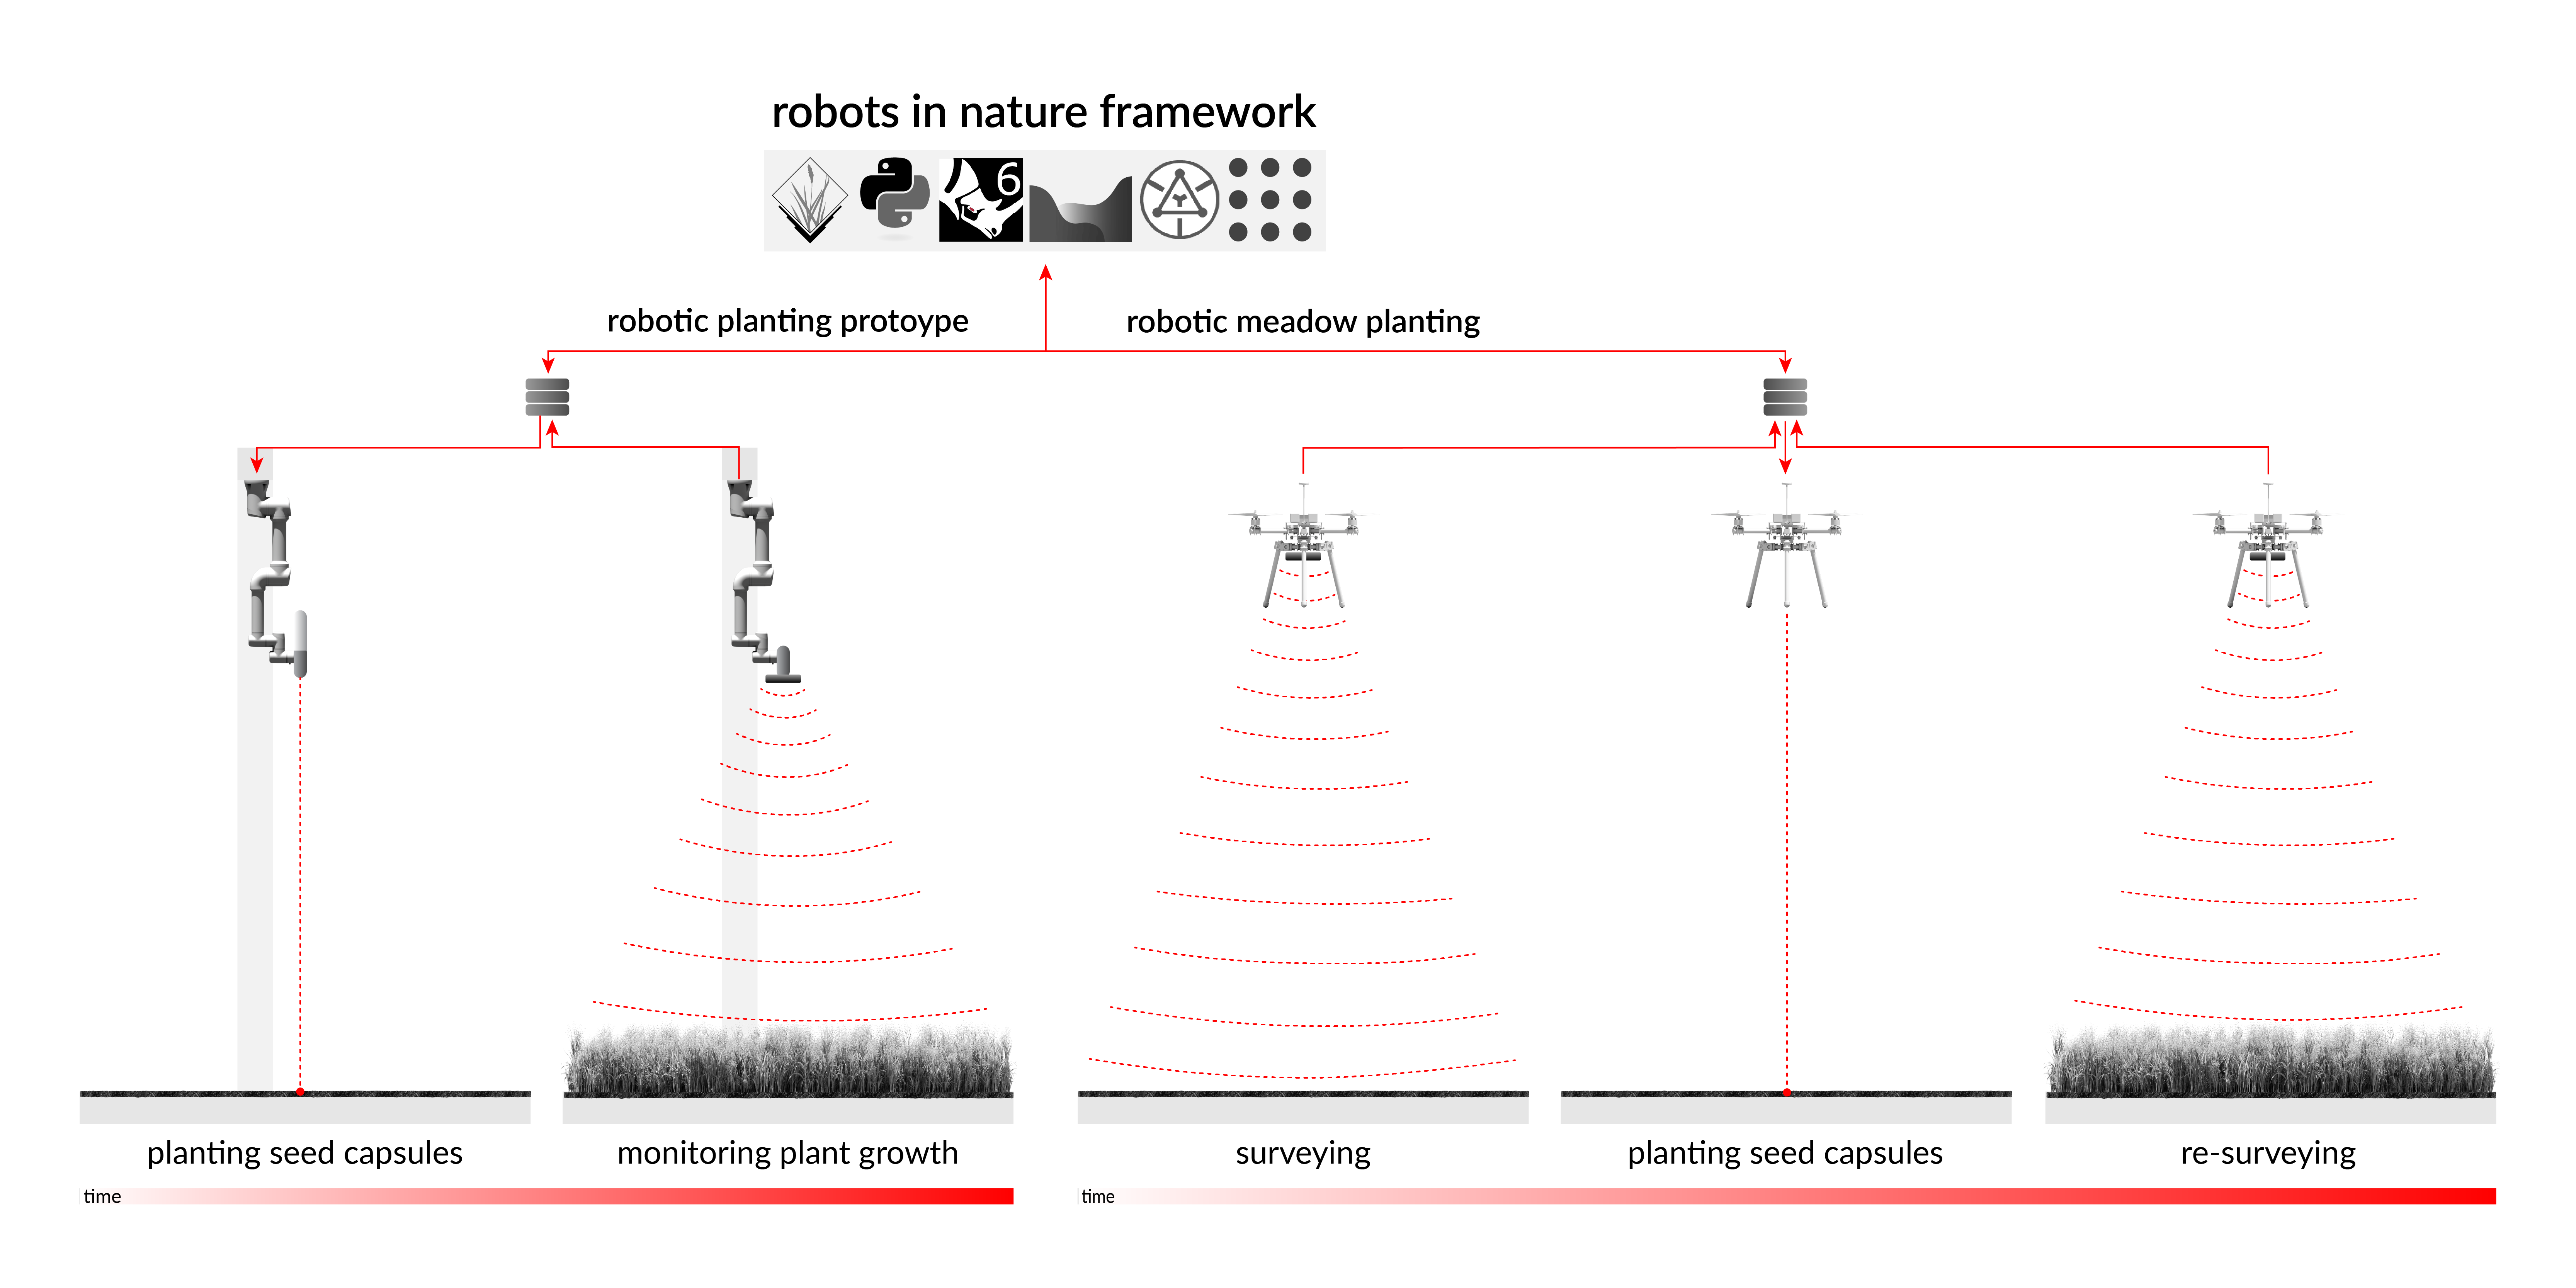 robots in nature framework
6
robotic planting protoype
robotic meadow planting
planting seed capsules
monitoring plant growth
surveying
planting seed capsules
re-surveying
time
time